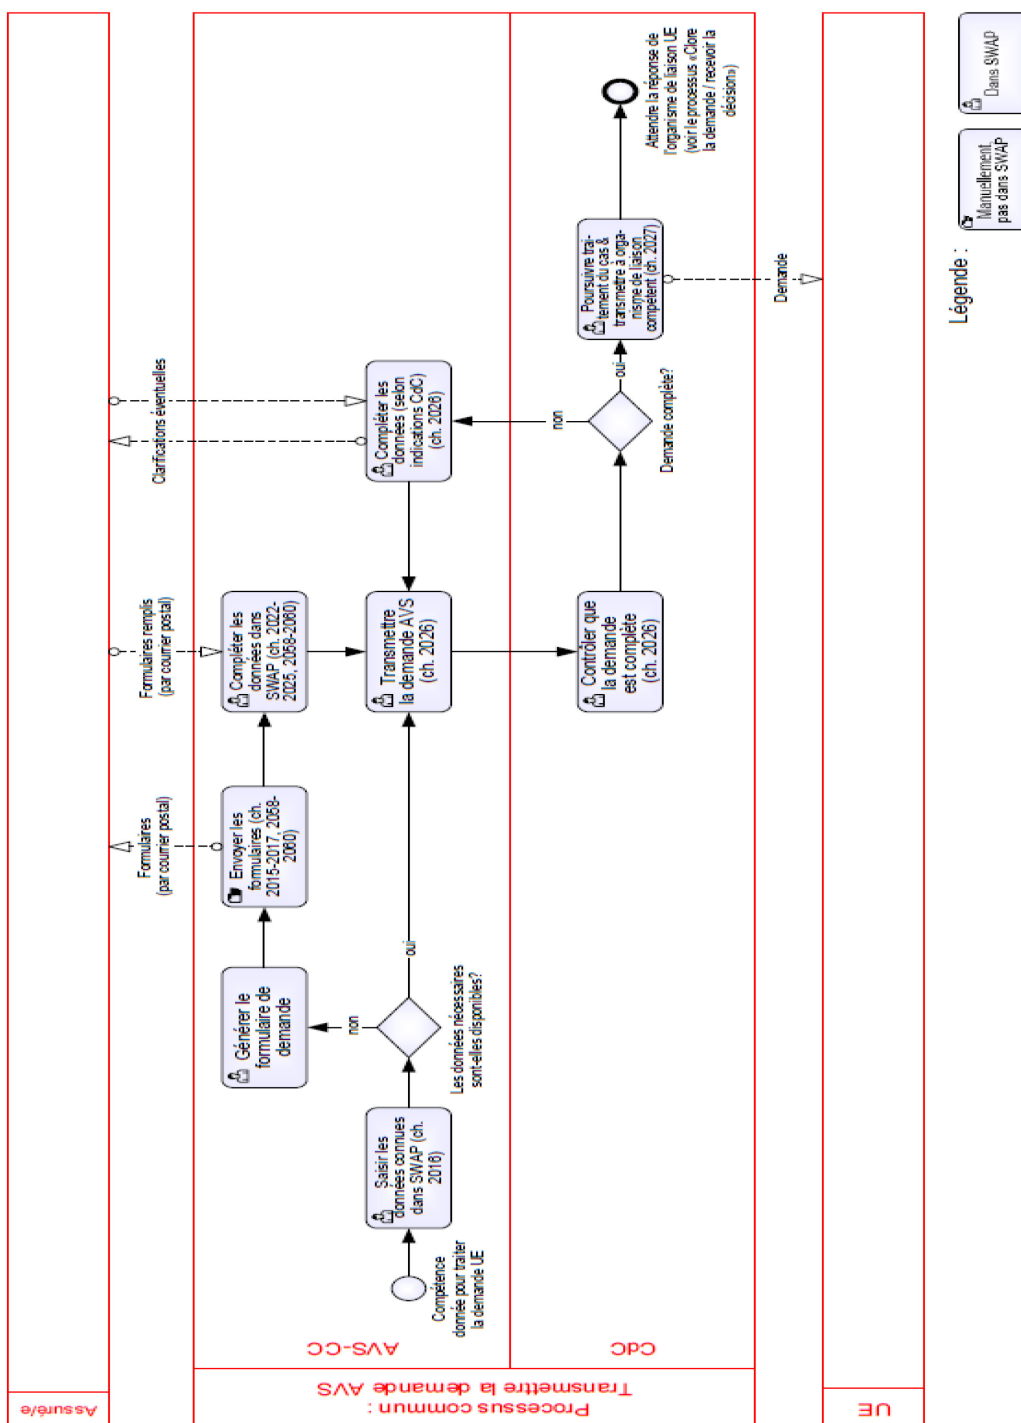 Assuré/e
Processus commun :
Transmettre la demande AVS
AVS-CC
CdC
UE
Compétence
donnée pour traiter
la demande UE
Saisir les
données connues
dans SWAP (ch.
2016)
Les données nécessaires
sont-elles disponibles?
non
oui
Générer le
formulaire de
demande
Envoyer les
formulaires (ch.
2015-2017, 2058-
2060)
Formulaires
(par courrier postal)
Formulaires remplis
(par courrier postal)
Compléter les
données dans
SWAP (ch. 2022-
2025, 2058-2060)
Transmettre
la demande AVS
(ch. 2026)
Clarifications éventuelles
Compléter les
données (selon
indications CdC)
(ch. 2026)
Contrôler que
la demande
est complète
(ch. 2026)
Demande complète?
non
oui
Poursuivre trai-
tement du cas &
transmettre à orga-
nisme de liaison
compétent (ch. 2027)
Demande
Attendre la réponse de
l'organisme de liaison UE
(voir le processus «Clore
la demande / recevoir la
décision»)
Légende :
Manuellement,
pas dans SWAP
Dans SWAP